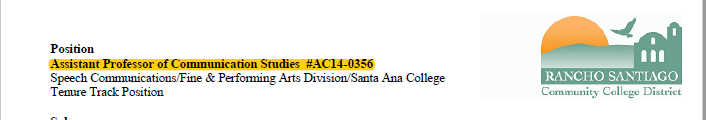 Position
Assistant Professor of Communication Studies #AC14-0356
Speech Communications/Fine & Performing Arts Division/Santa Ana College
Tenure Track Position
RANCHO SANTIAGO
Community College District